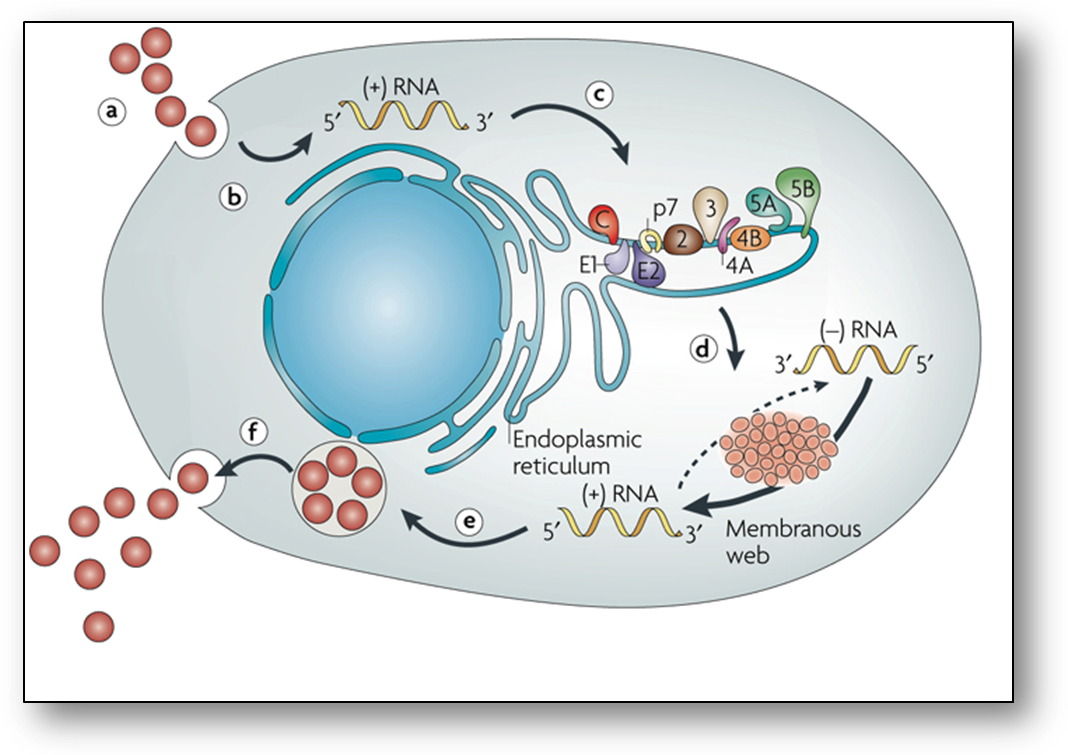 a
(+) RNA
5′ 3′
c
b
C
p7
3
5A
5B
E1
E2
2
4A
4B
d
(–) RNA
3′ 5′
Endoplasmic
reticulum
f
(+) RNA
5′ 3′
e
Membranous
web